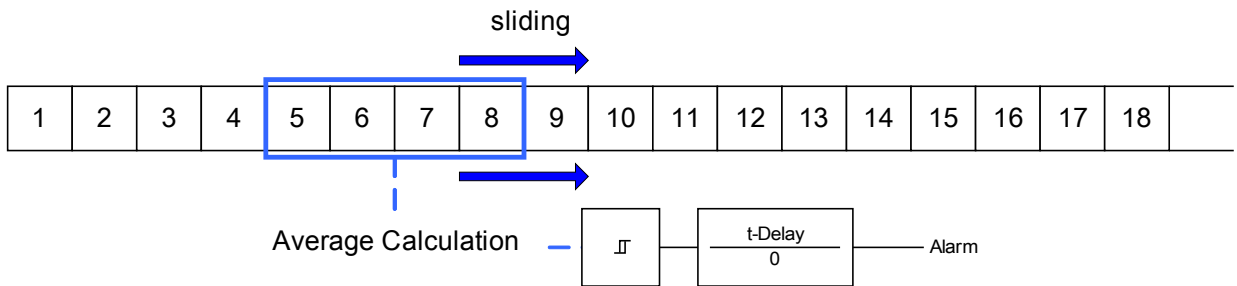 sliding
1 2 3 4 5 6 7 8 9 10 11 12 13 14 15 16 17 18
Average Calculation
t-Delay
0
Alarm